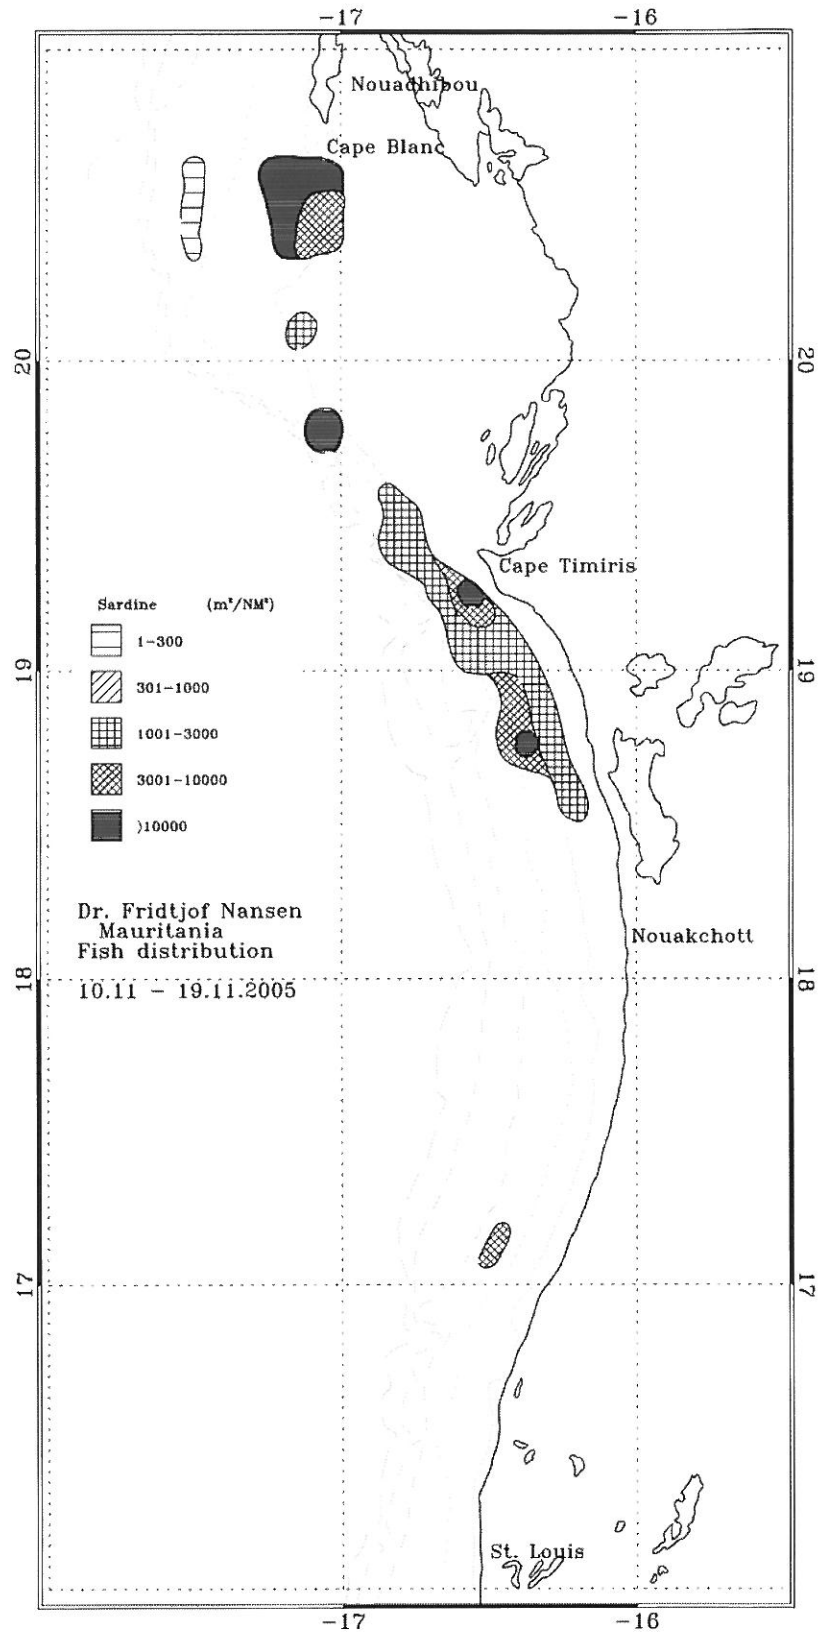 -17 -16
Nouadhibou
Cape Blanc
20 20
Cape Timiris
Sardine (m²/NM²)
1-300
19 19
301-1000
1001-3000
3001-10000
)10000
Dr. Fridtjof Nansen
Mauritania
Nouakchott
Fish distribution
18 18
10.11 - 19.11.2005
17 17
St. Louis
-17 -16